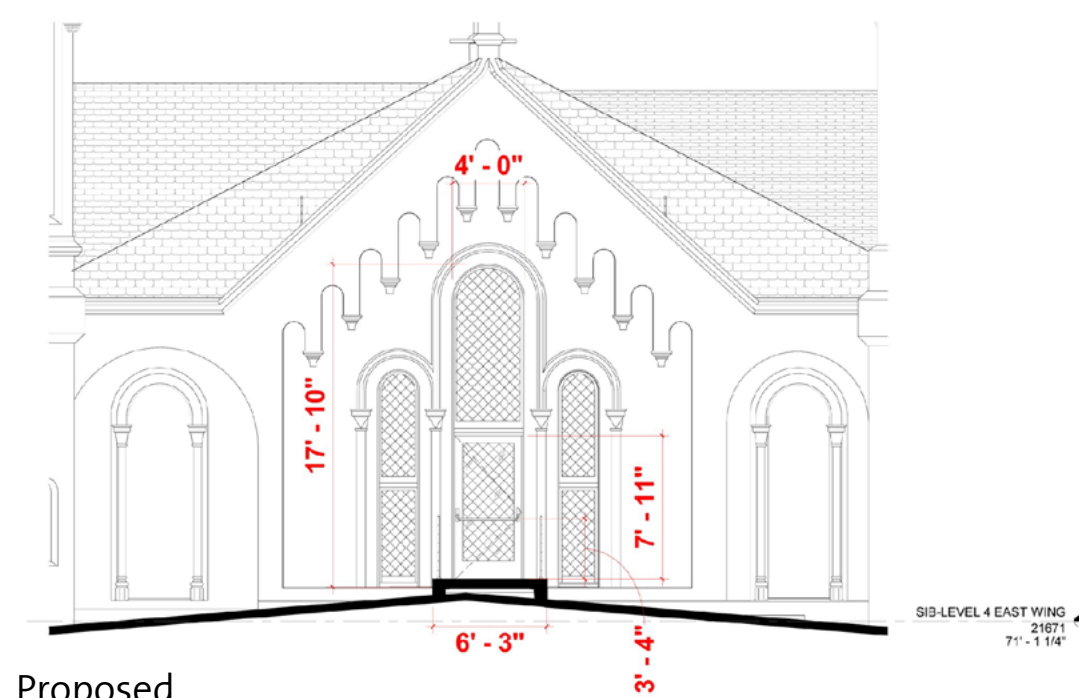 4' - 0"
17' - 10"
7' - 11"
3' - 4"
6' - 3"
SIB-LEVEL 4 EAST WING
21671
71' - 1 1/4"
Proposed